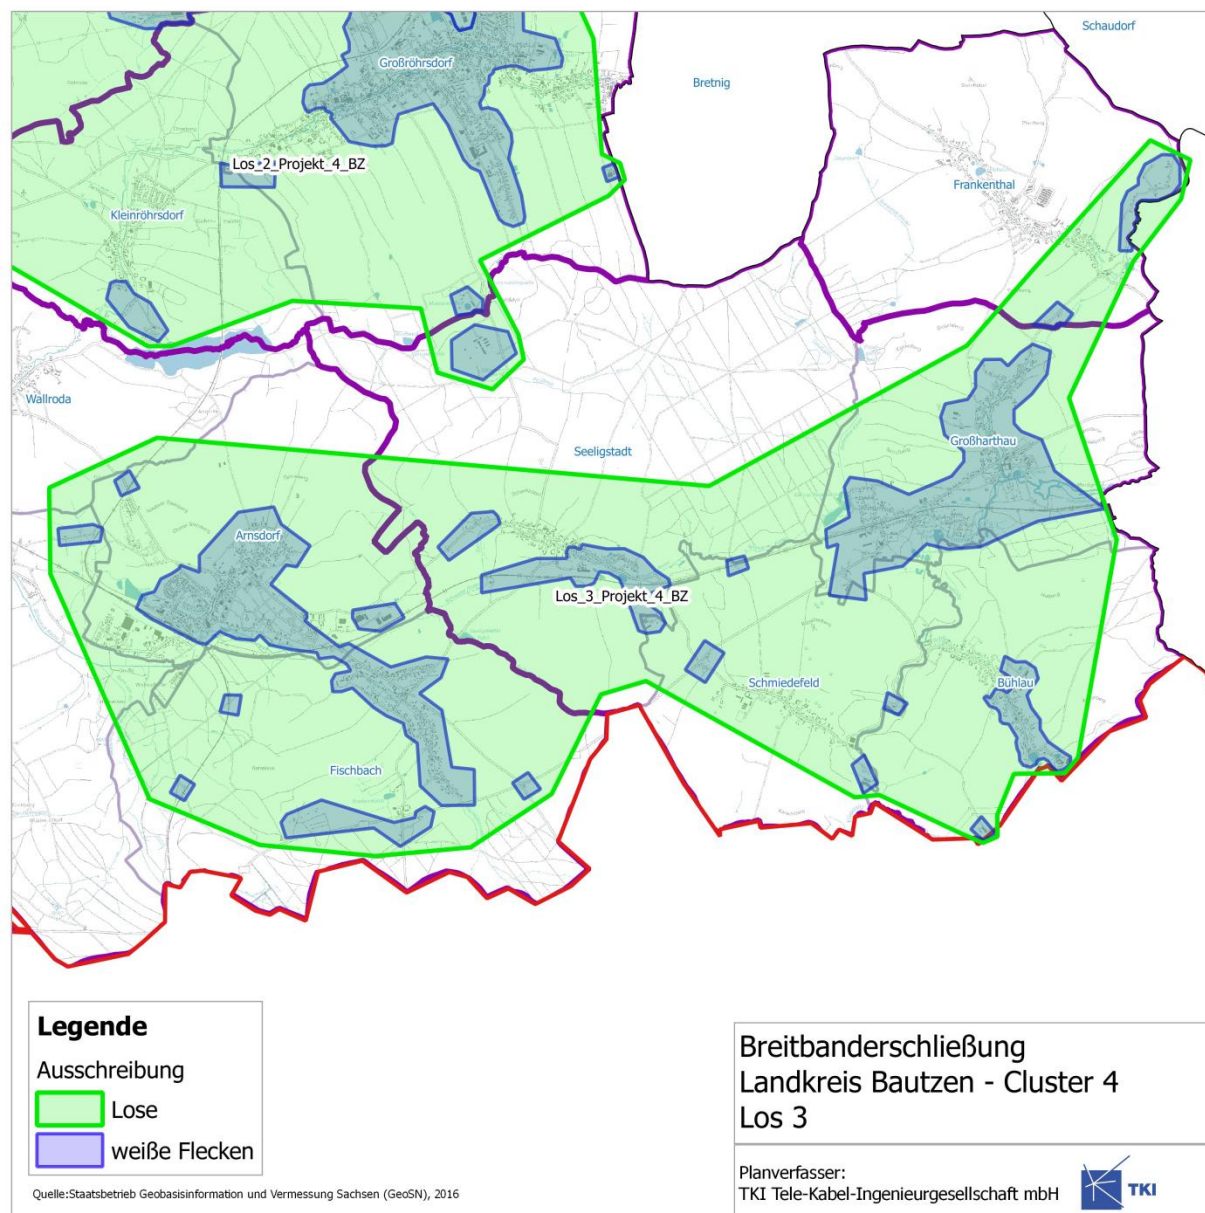 Schaudorf
Großröhrsdorf
Bretnig
Los_2_Projekt_4_BZ
Frankenthal
Kleinröhrsdorf
Wallroda
Großharthau
Seeligstadt
Arnsdorf
Los_3_Projekt_4_BZ
Schmiedefeld
Bühlau
Fischbach
Legende
Ausschreibung
Lose
weiße Flecken
Quelle:Staatsbetrieb Geobasisinformation und Vermessung Sachsen (GeoSN), 2016
Breitbanderschließung
Landkreis Bautzen - Cluster 4
Los 3
Planverfasser:
TKI Tele-Kabel-Ingenieurgesellschaft mbH
TKI